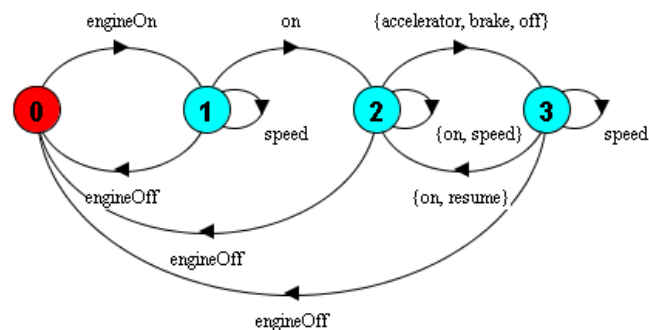 engineOn
on
{accelerator, brake, off}
0
1
2
3
speed
{on, speed}
speed
engineOff
{on, resume}
engineOff
engineOff